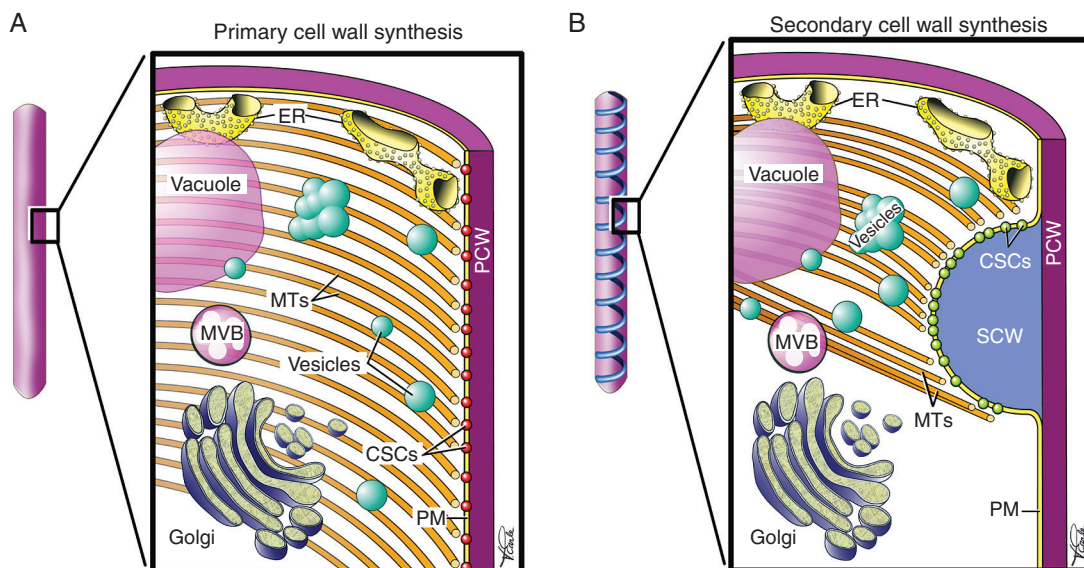 A
Primary cell wall synthesis
ER
Vacuole
PCW
MTs
MVB
Vesicles
CSCs
PM
Golgi
B
Secondary cell wall synthesis
ER
Vacuole
Vesicles
PCW
CSCs
SCW
MVB
MTs
PM
Golgi